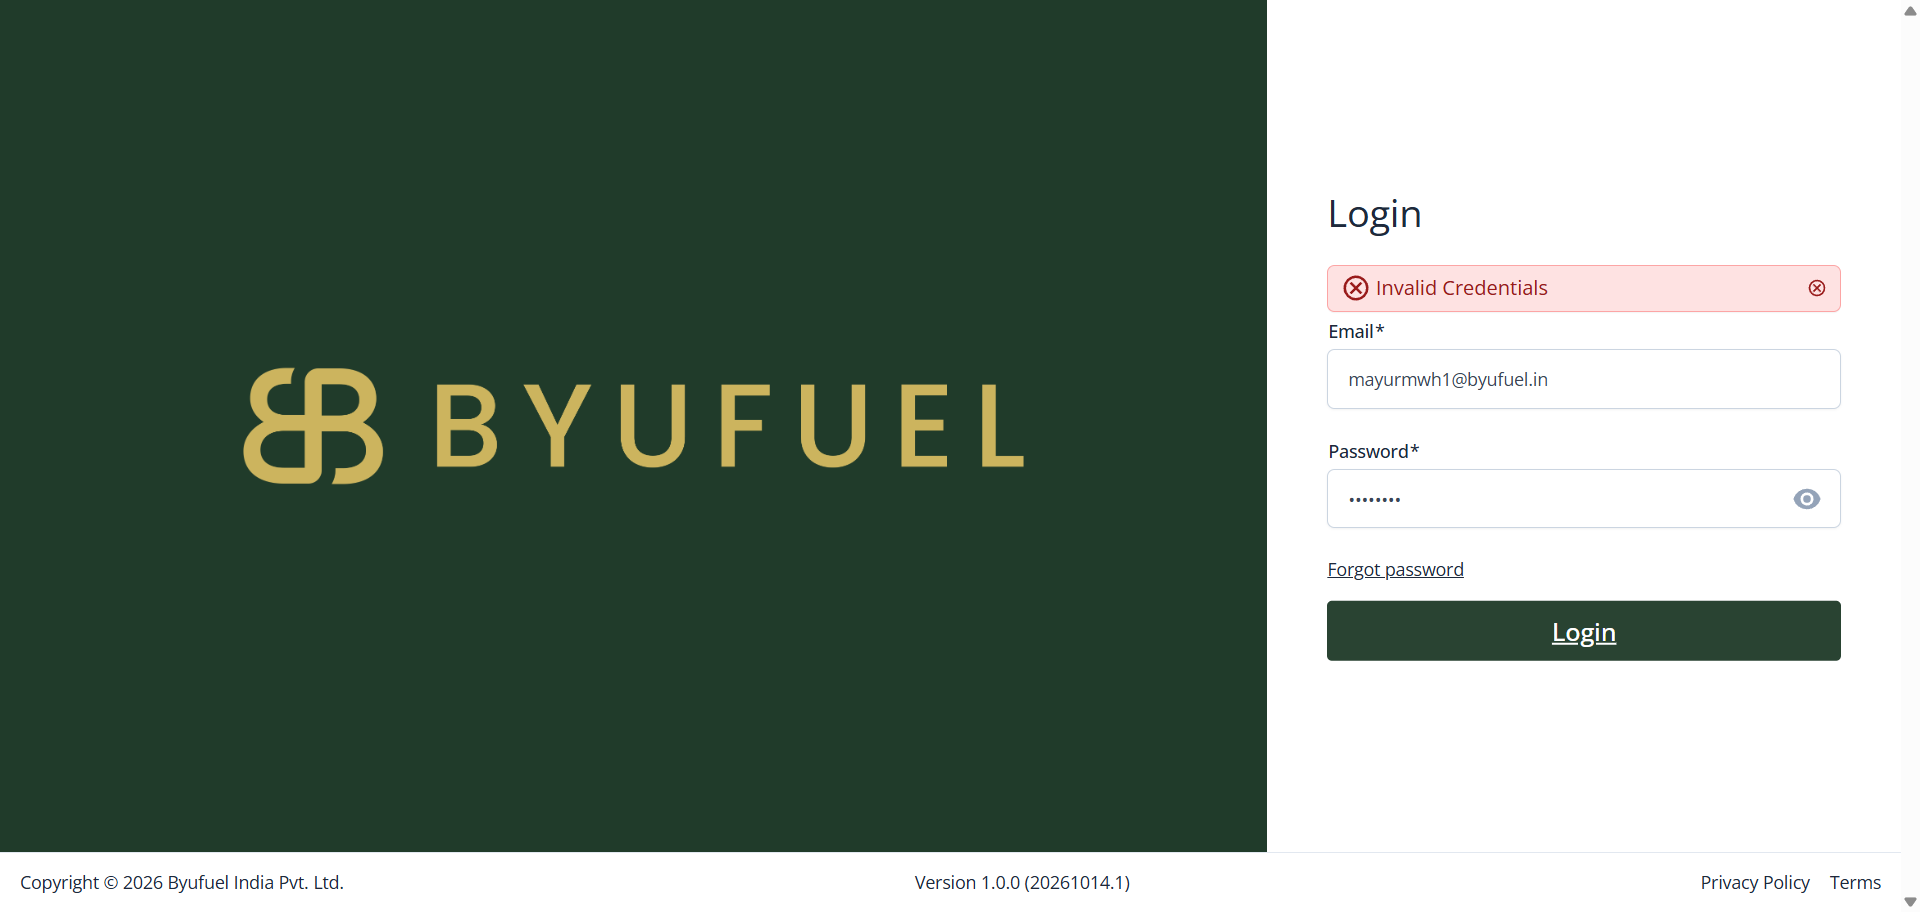 BYUFUEL
Login
Invalid Credentials
Email*
mayurmwh1@byufuel.in
Password*
••••••••
Forgot password
Login
Copyright © 2026 Byufuel India Pvt. Ltd.
Version 1.0.0 (20261014.1)
Privacy Policy Terms